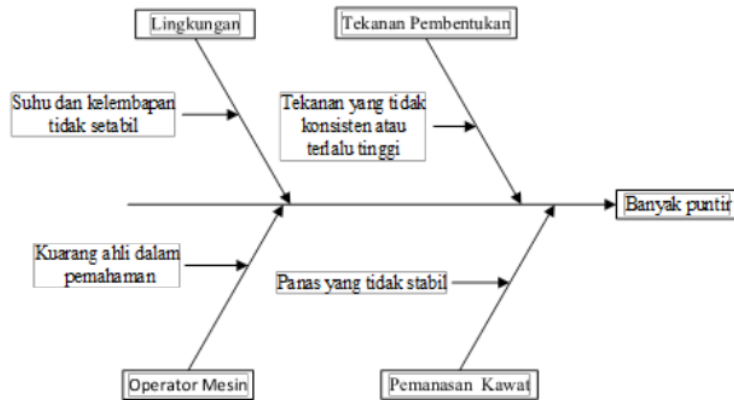 Lingkungan
Tekanan Pembentukan
Suhu dan kelembapan
tidak setabil
Tekanan yang tidak
konsisten atau
terlalu tinggi
Banyak puntir
Kuarang ahli dalam
pemahaman
Panas yang tidak stabil
Operator Mesin
Pemanasan Kawat